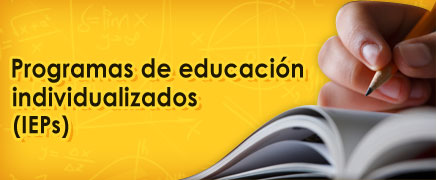 Programas de educación
individualizados
(IEPs)